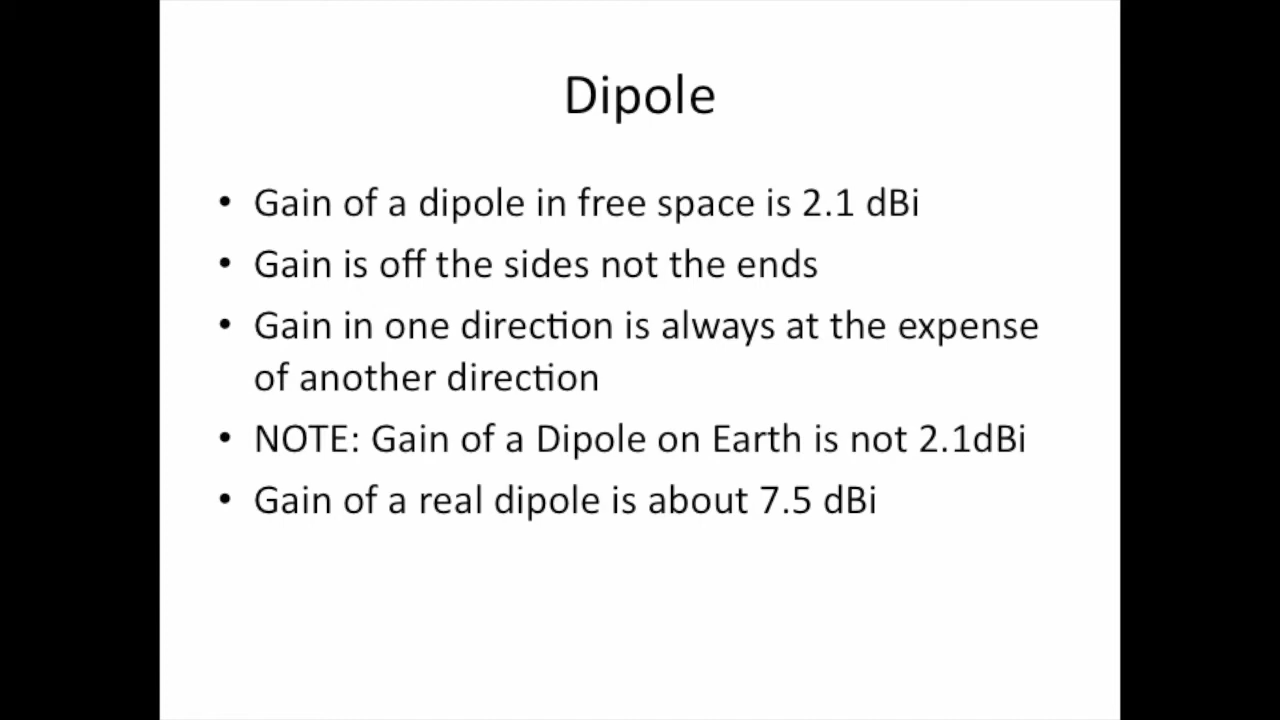 Dipole
• Gain of a dipole in free space is 2.1 dBi
• Gain is off the sides not the ends
• Gain in one direction is always at the expense
of another direction
• NOTE: Gain of a Dipole on Earth is not 2.1dBi
• Gain of a real dipole is about 7.5 dBi